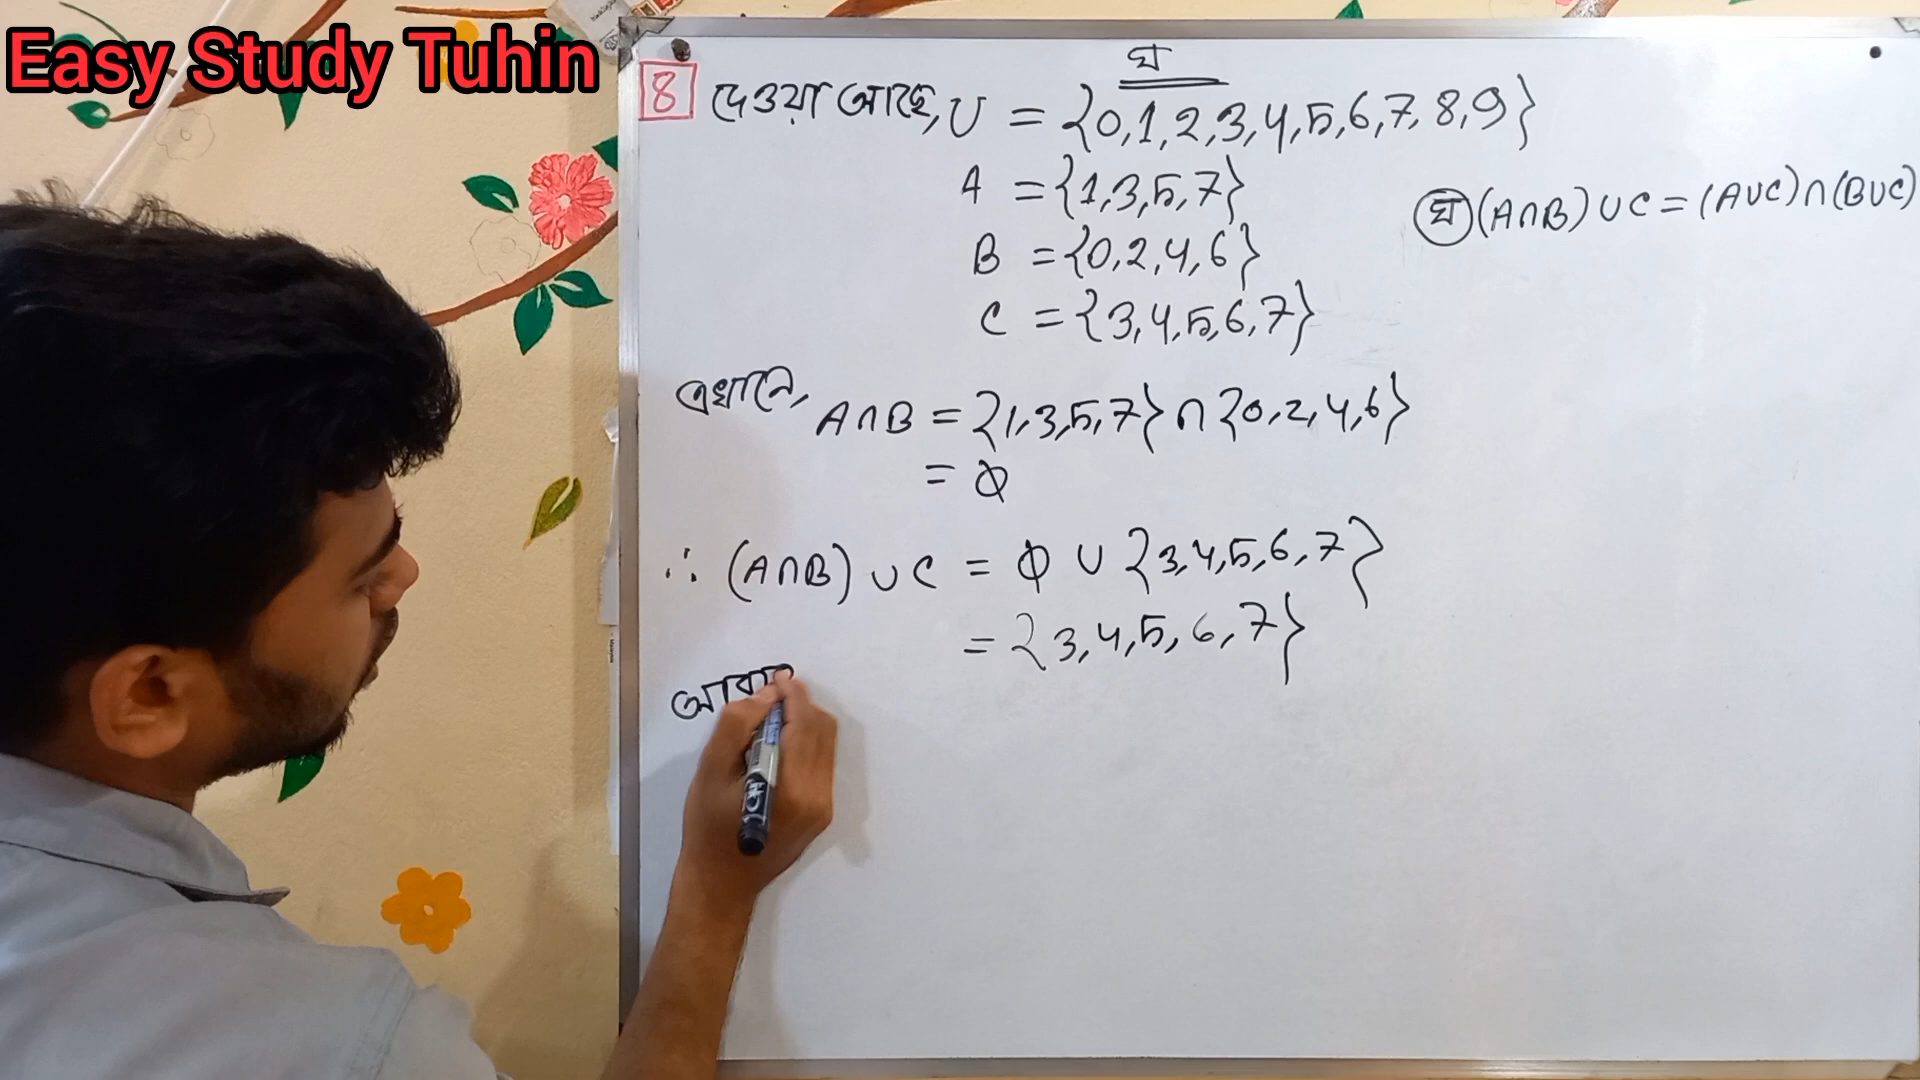 Easy Study Tuhin
ঘ
8 দেওয়া আছে, U = {0,1,2,3,4,5,6,7,8,9}
A = {1,3,5,7}
ঘ (A∩B)∪C = (A∪C)∩(B∪C)
B = {0,2,4,6}
C = {3,4,5,6,7}
এখানে, A∩B = {1,3,5,7} ∩ {0,2,4,6}
= Φ
∴ (A∩B) ∪ C = Φ ∪ {3,4,5,6,7}
= {3,4,5,6,7}